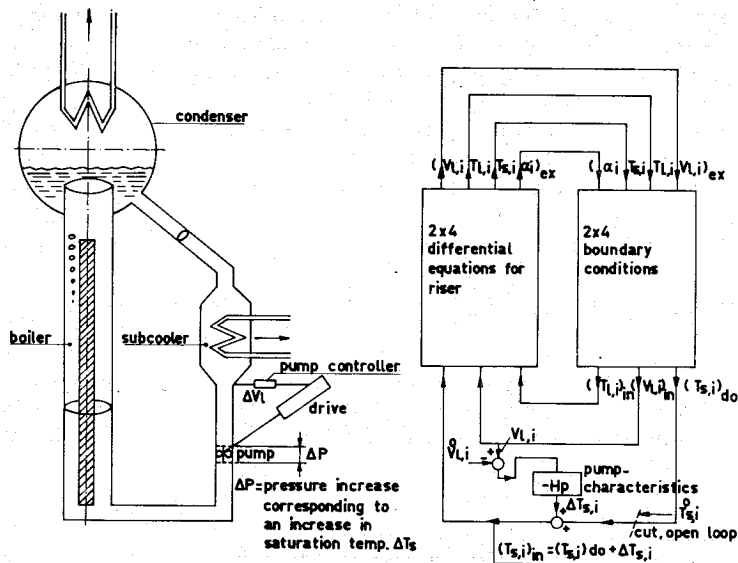 condenser
boiler
subcooler
pump controller
ΔVl
drive
pump
ΔP
ΔP=pressure increase
corresponding to
an increase in
saturation temp. ΔTs
(Vl,i Tl,i Ts,i αi)ex
(αi Ts,i Tl,i Vl,i)ex
2x4
differential
equations for
riser
2x4
boundary
conditions
(Tl,i)in (Vl,i)in (Ts,i)do
Vl,i
V̊l,i
- +
pump-
characteristics
-Hp
ΔTs,i
+
+
T̊s,i
cut, open loop
(Ts,i)in=(Ts,i)do+ΔTs,i